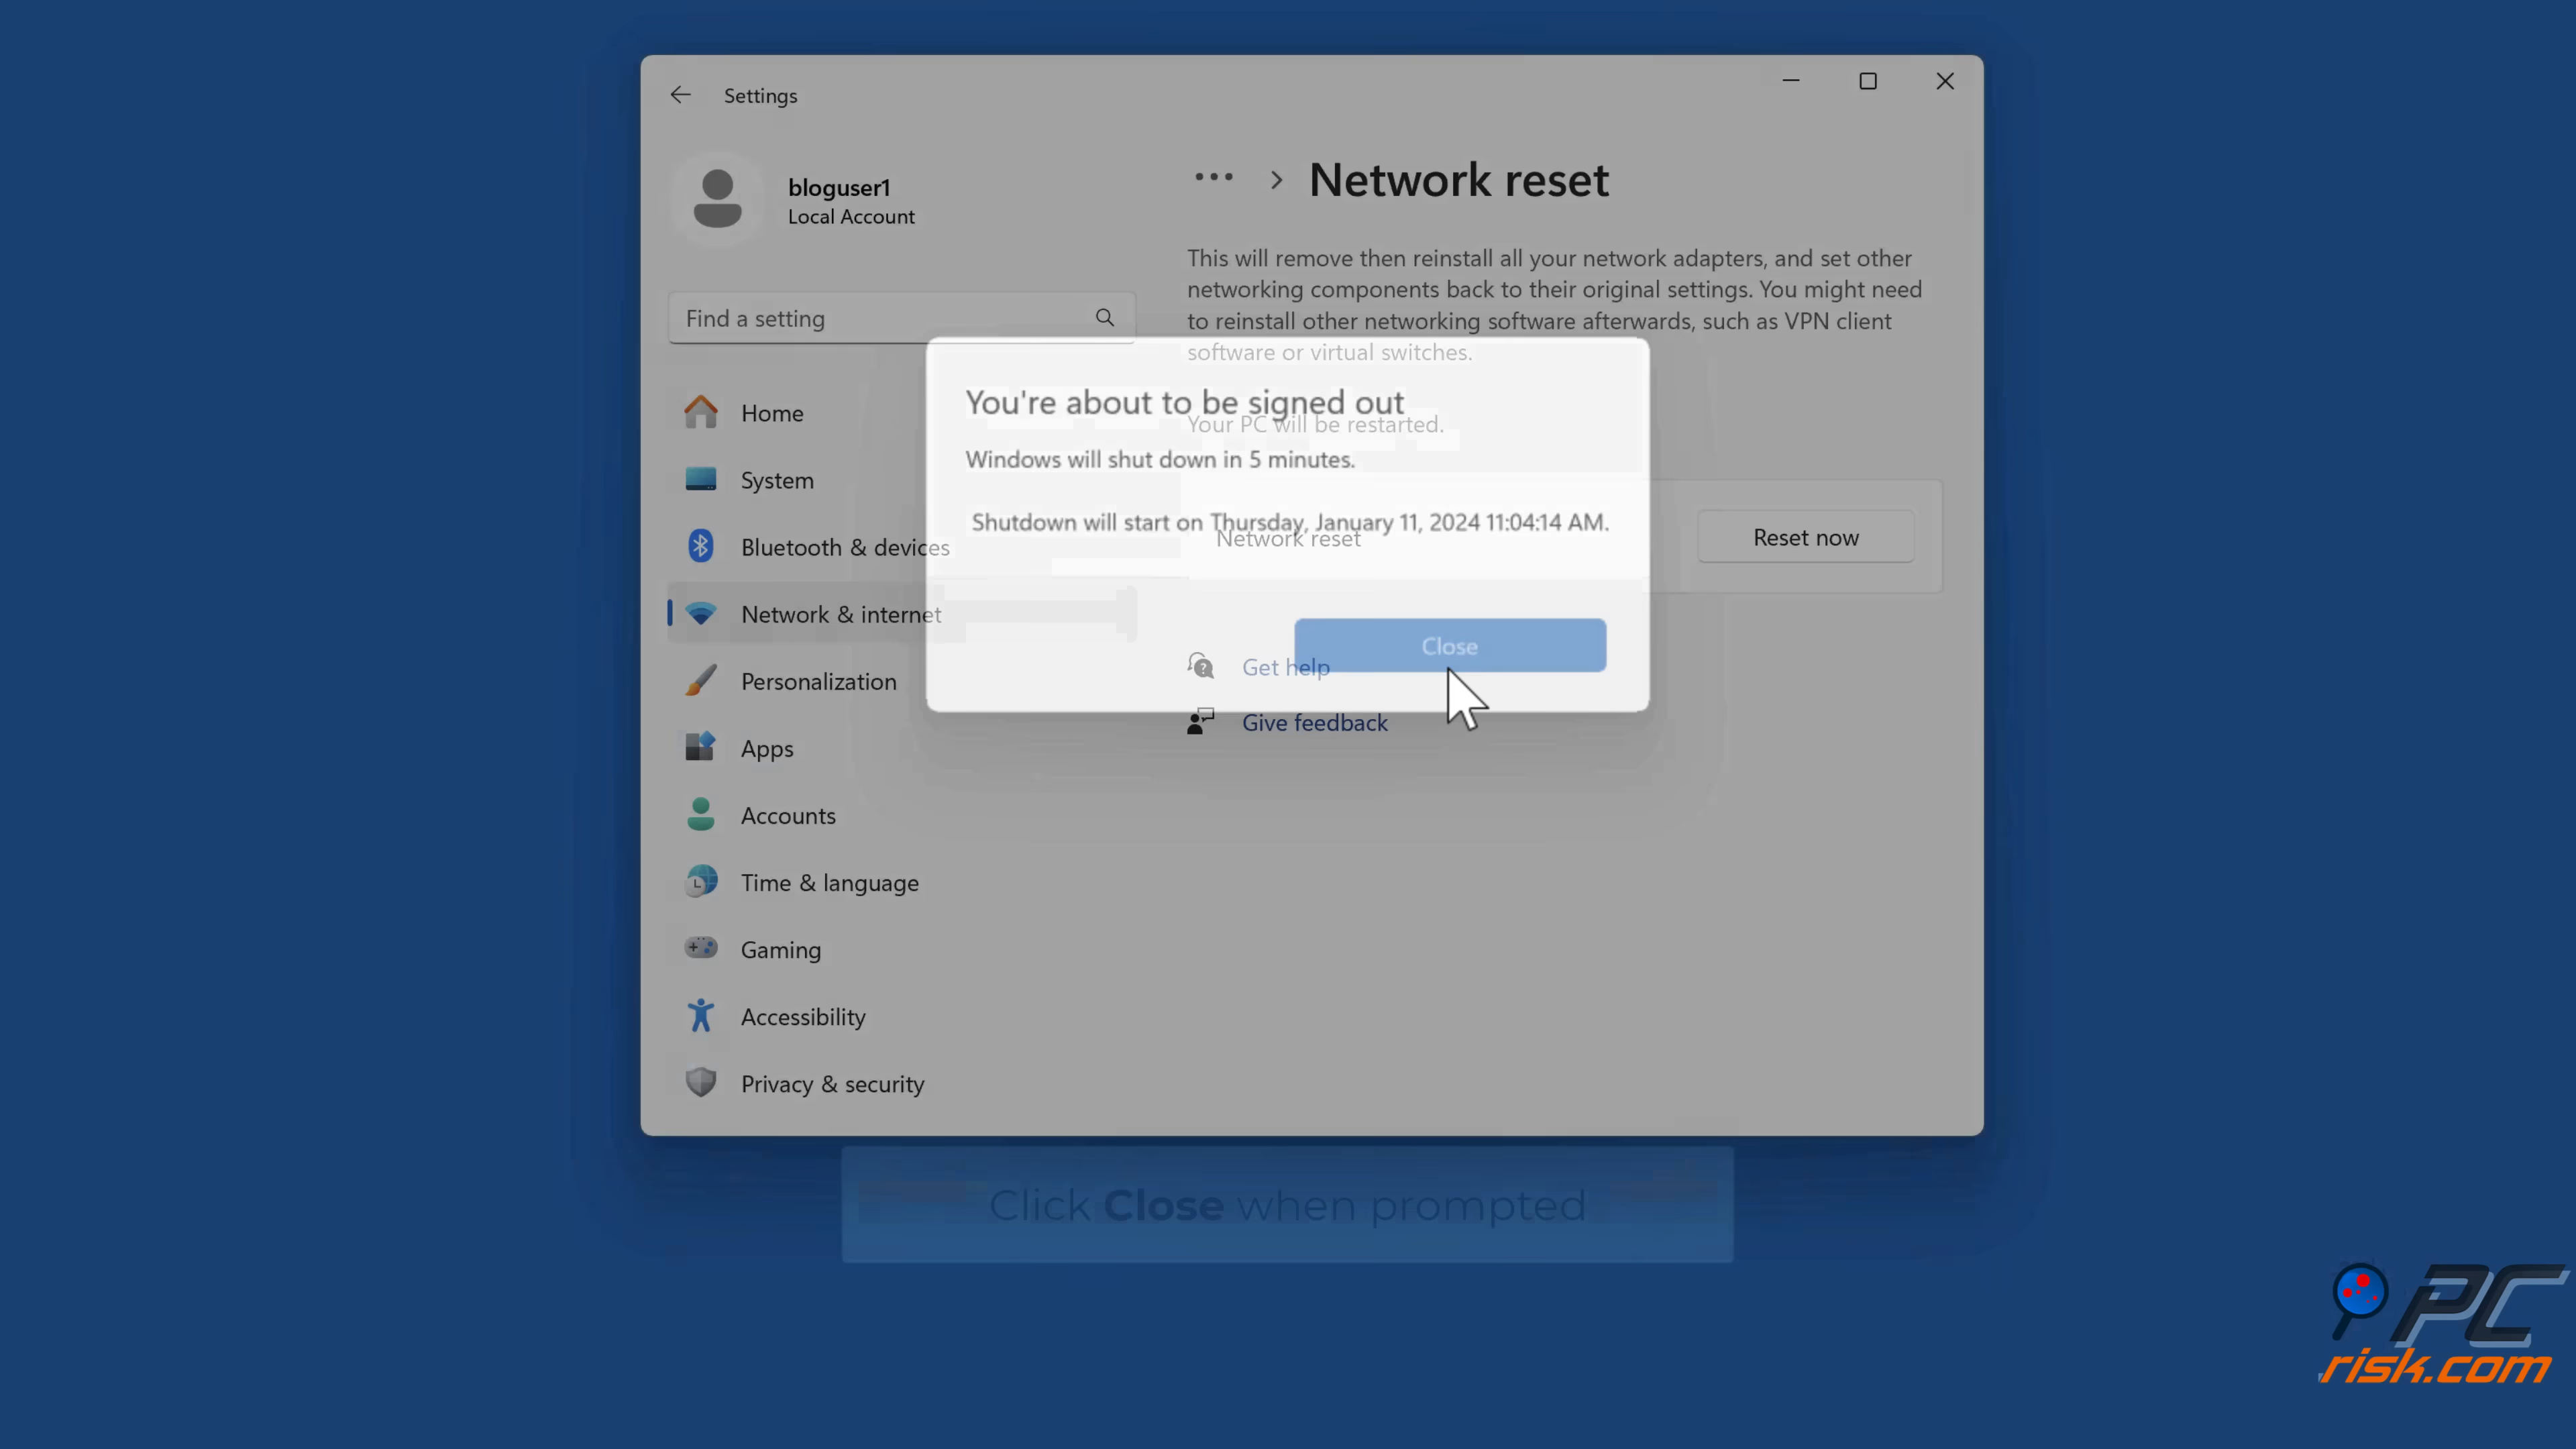 Settings
bloguser1
Local Account
Find a setting
Home
System
Bluetooth & devices
Network & internet
Personalization
Apps
Accounts
Time & language
Gaming
Accessibility
Privacy & security
Network reset
This will remove then reinstall all your network adapters, and set other
networking components back to their original settings. You might need
to reinstall other networking software afterwards, such as VPN client
software or virtual switches.
Your PC will be restarted.
Network reset
Reset now
Get help
Give feedback
You're about to be signed out
Windows will shut down in 5 minutes.
Shutdown will start on Thursday, January 11, 2024 11:04:14 AM.
Close
Click Close when prompted
PC
risk.com